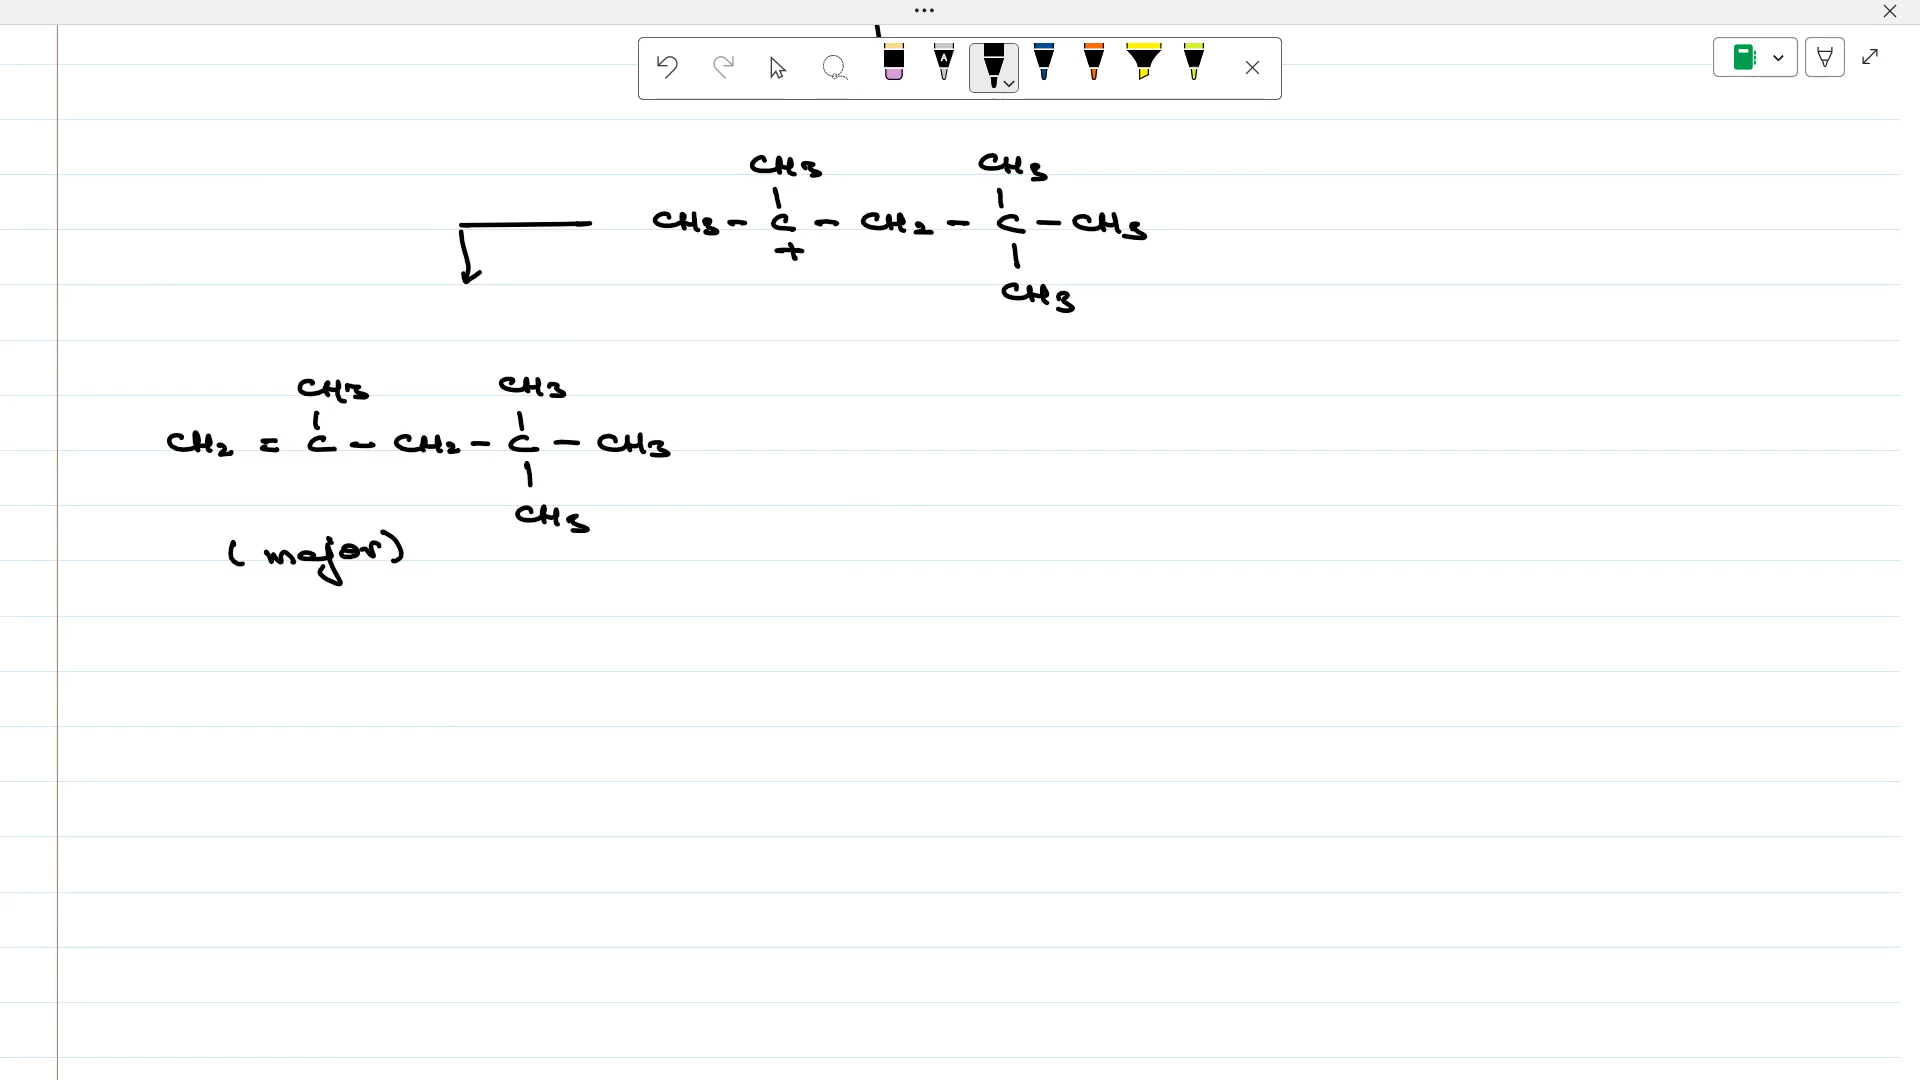 CH3 CH3
CH3 - C - CH2 - C - CH3
+
CH3
CH3 CH3
CH2 = C - CH2 - C - CH3
CH3
(major)